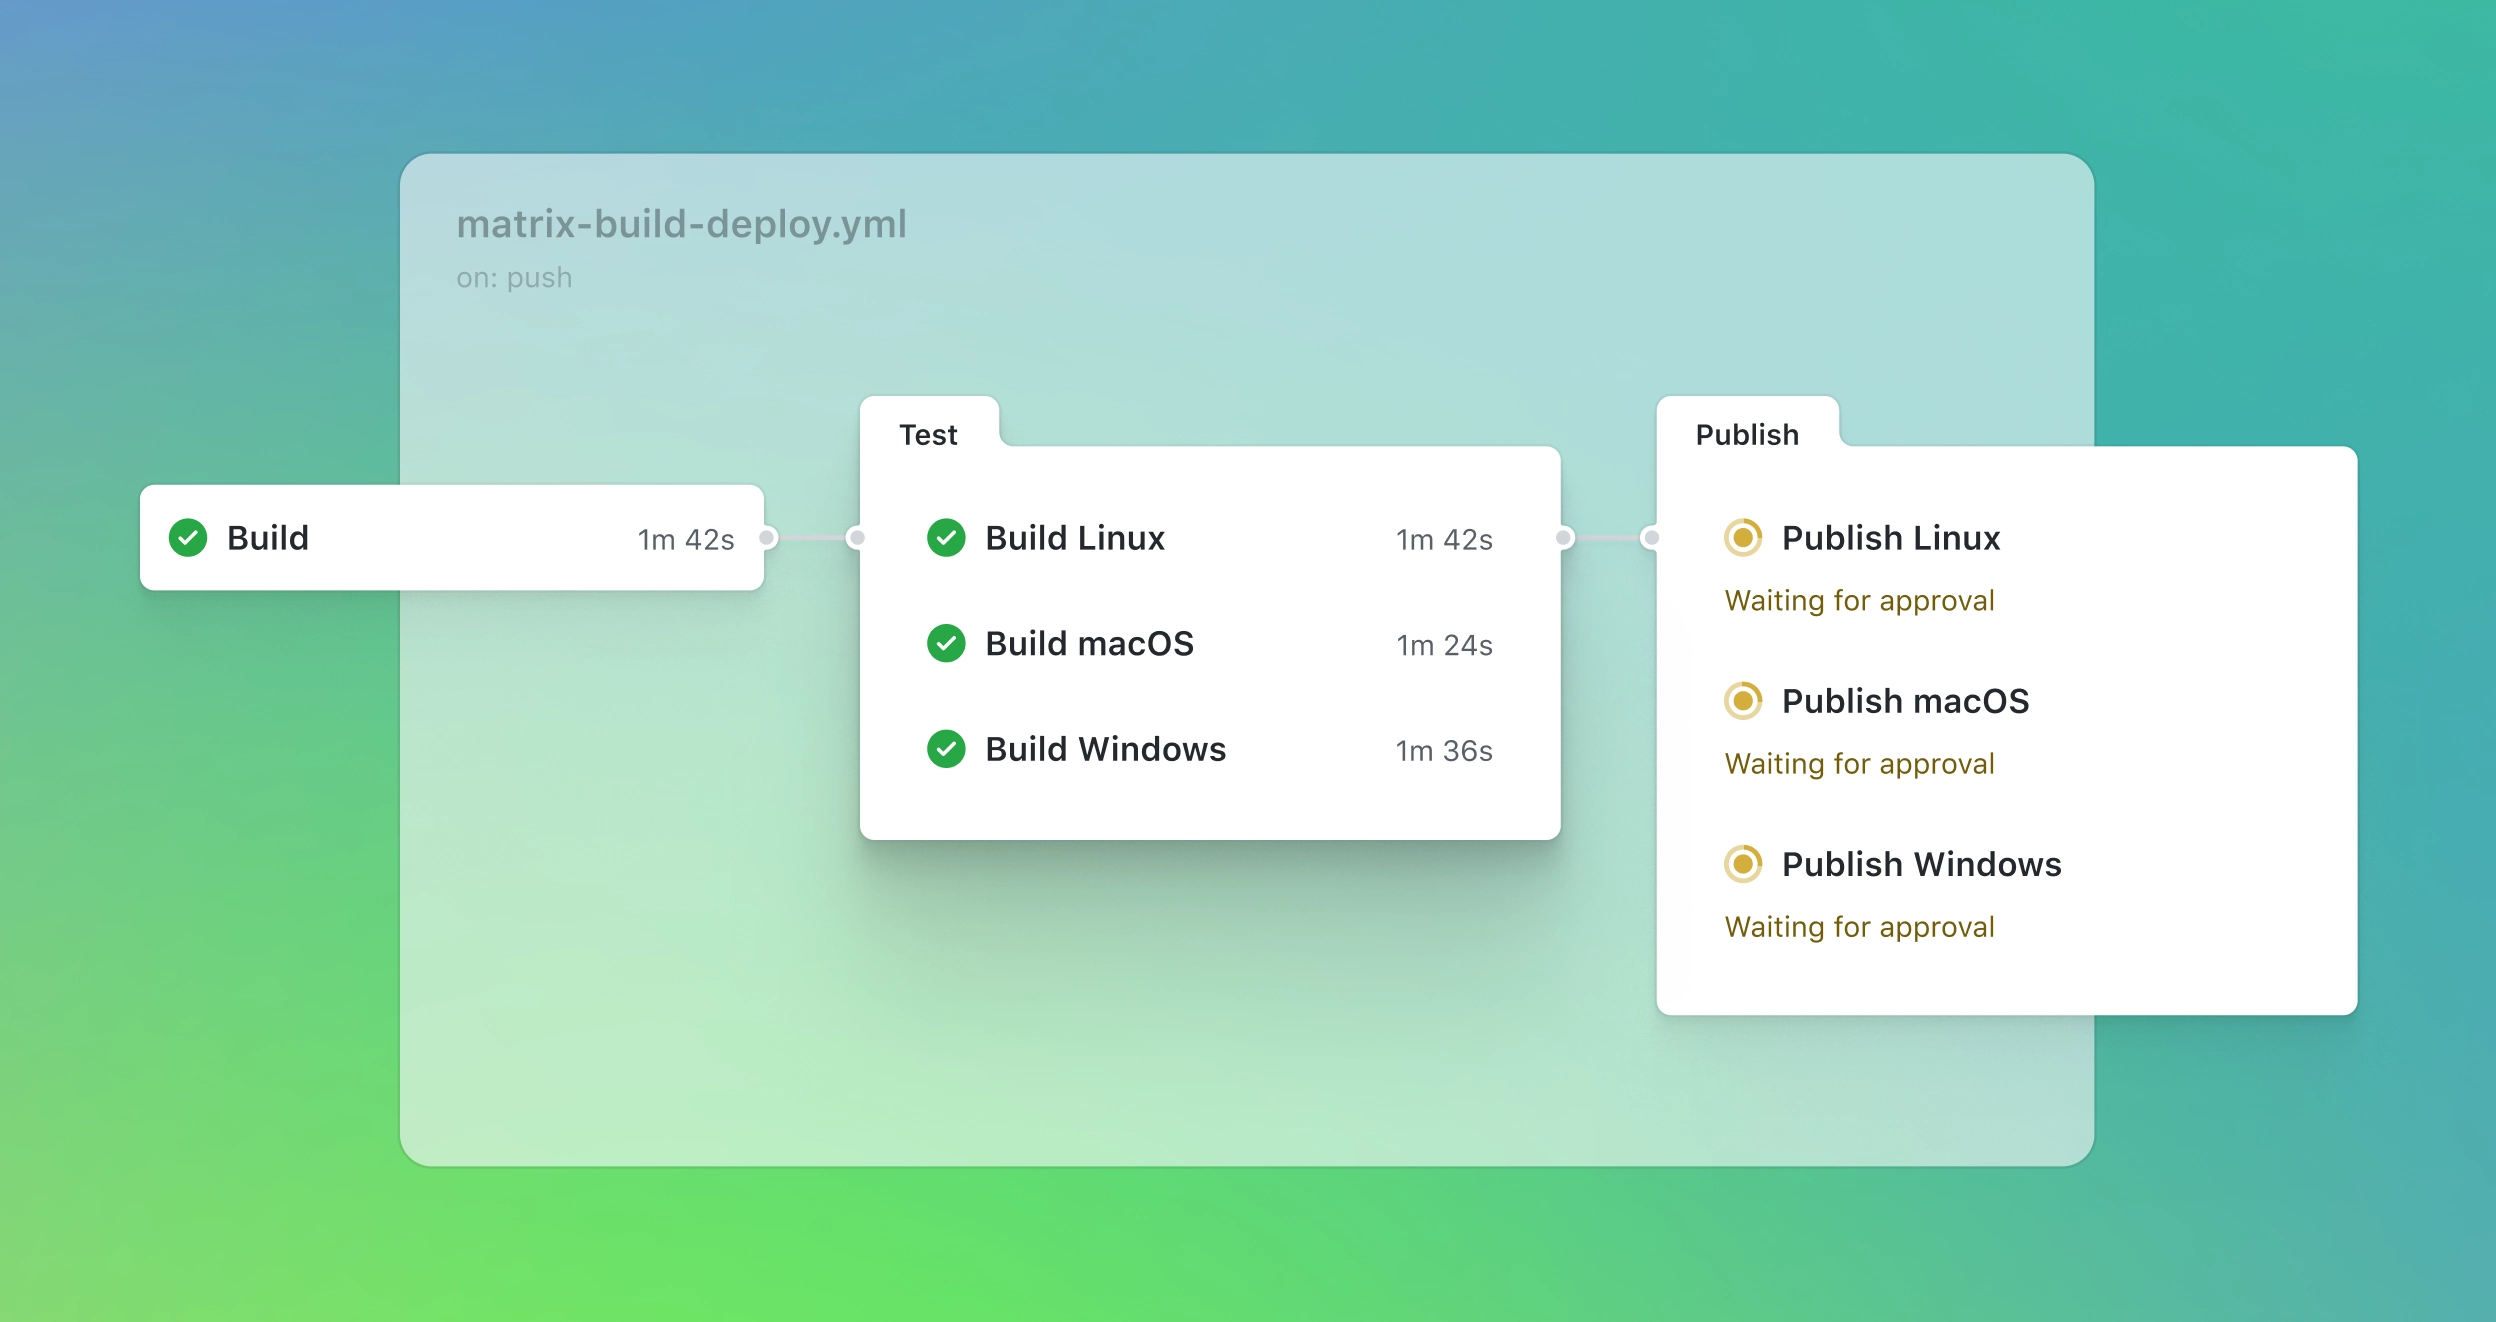 matrix-build-deploy.yml
on: push
Build 1m 42s
Test
Build Linux 1m 42s
Build macOS 1m 24s
Build Windows 1m 36s
Publish
Publish Linux
Waiting for approval
Publish macOS
Waiting for approval
Publish Windows
Waiting for approval